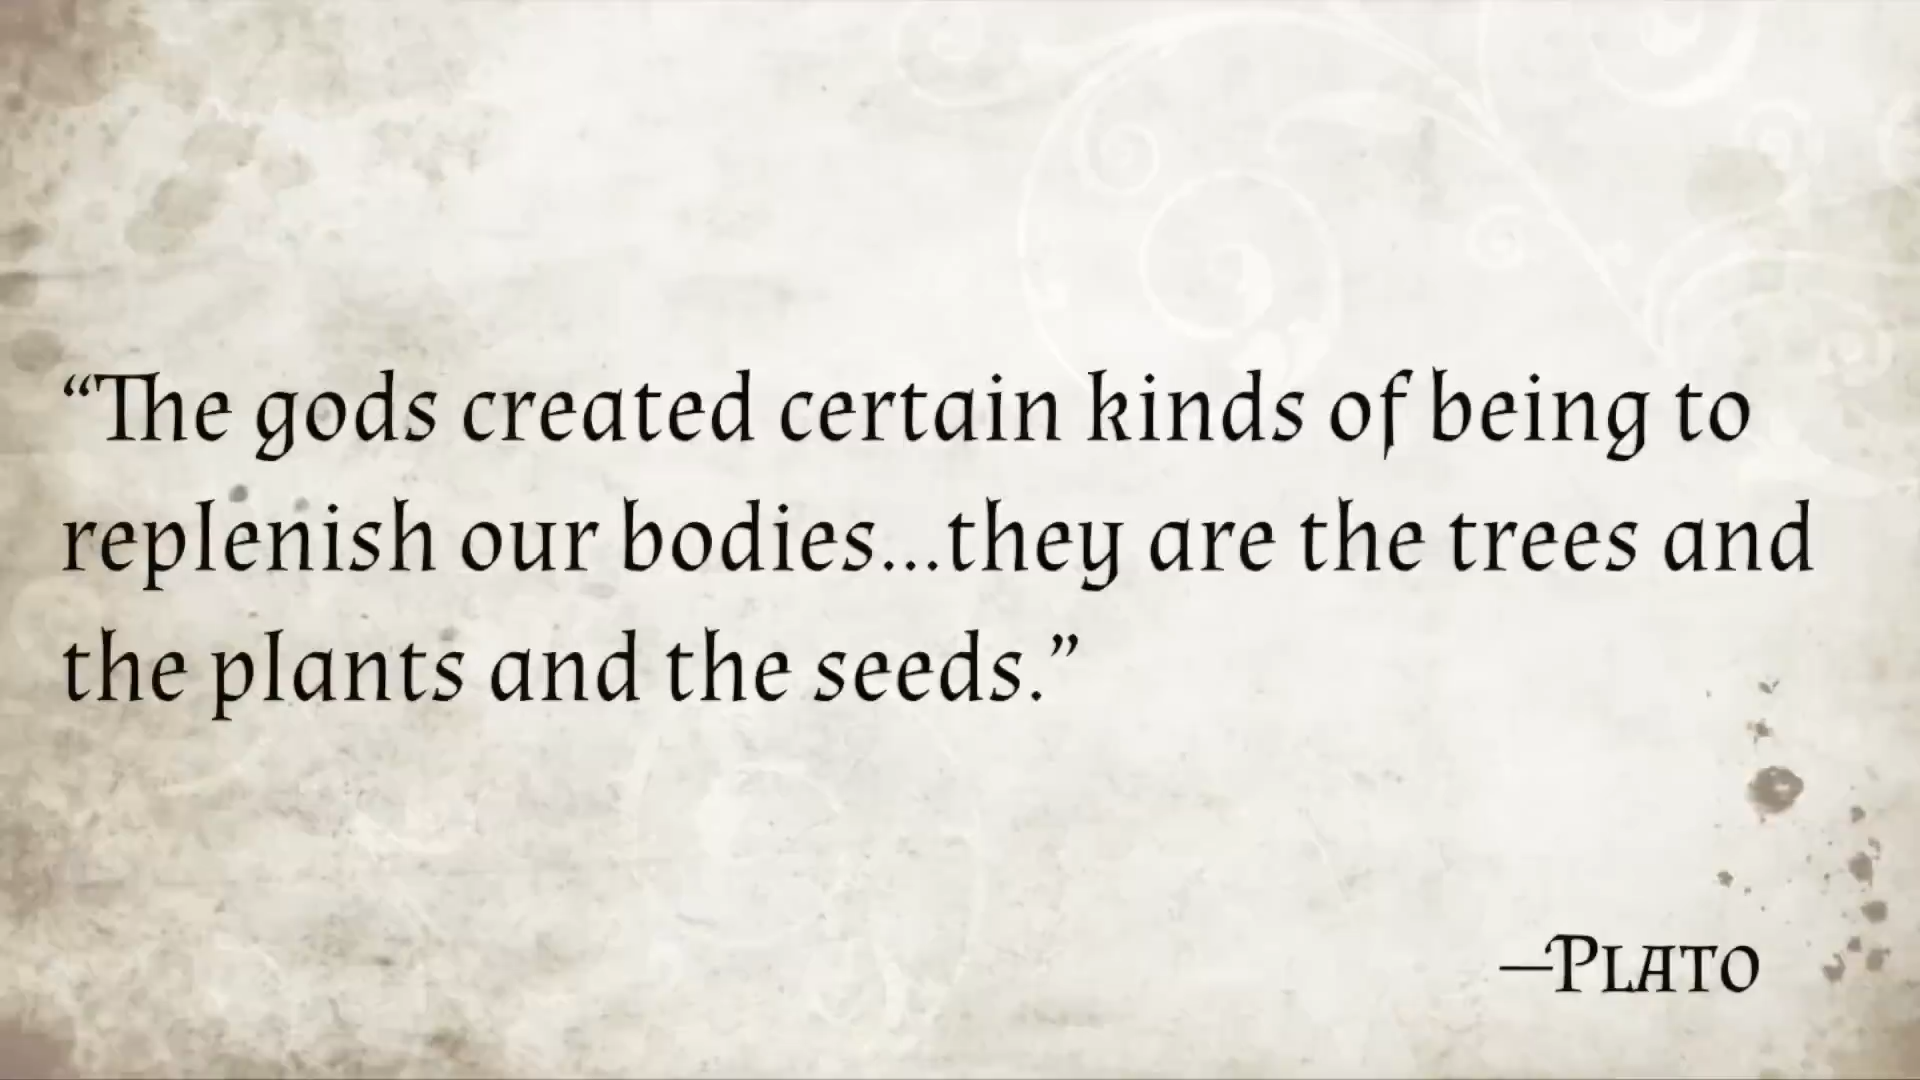 “The gods created certain kinds of being to
replenish our bodies...they are the trees and
the plants and the seeds.”
—PLATO